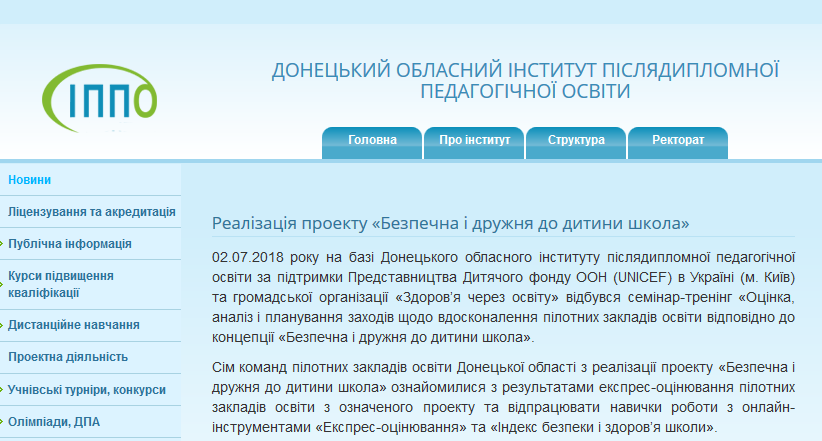 ІППО
ДОНЕЦЬКИЙ ОБЛАСНИЙ ІНСТИТУТ ПІСЛЯДИПЛОМНОЇ
ПЕДАГОГІЧНОЇ ОСВІТИ
Головна
Про інститут
Структура
Ректорат
Новини
Ліцензування та акредитація
Публічна інформація
Курси підвищення
кваліфікації
Дистанційне навчання
Проектна діяльність
Учнівські турніри, конкурси
Олімпіади, ДПА
Реалізація проекту «Безпечна і дружня до дитини школа»
02.07.2018 року на базі Донецького обласного інституту післядипломної педагогічної
освіти за підтримки Представництва Дитячого фонду ООН (UNICEF) в Україні (м. Київ)
та громадської організації «Здоров’я через освіту» відбувся семінар-тренінг «Оцінка,
аналіз і планування заходів щодо вдосконалення пілотних закладів освіти відповідно до
концепції «Безпечна і дружня до дитини школа».
Сім команд пілотних закладів освіти Донецької області з реалізації проекту «Безпечна і
дружня до дитини школа» ознайомилися з результатами експрес-оцінювання пілотних
закладів освіти з означеного проекту та відпрацювати навички роботи з онлайн-
інструментами «Експрес-оцінювання» та «Індекс безпеки і здоров’я школи».